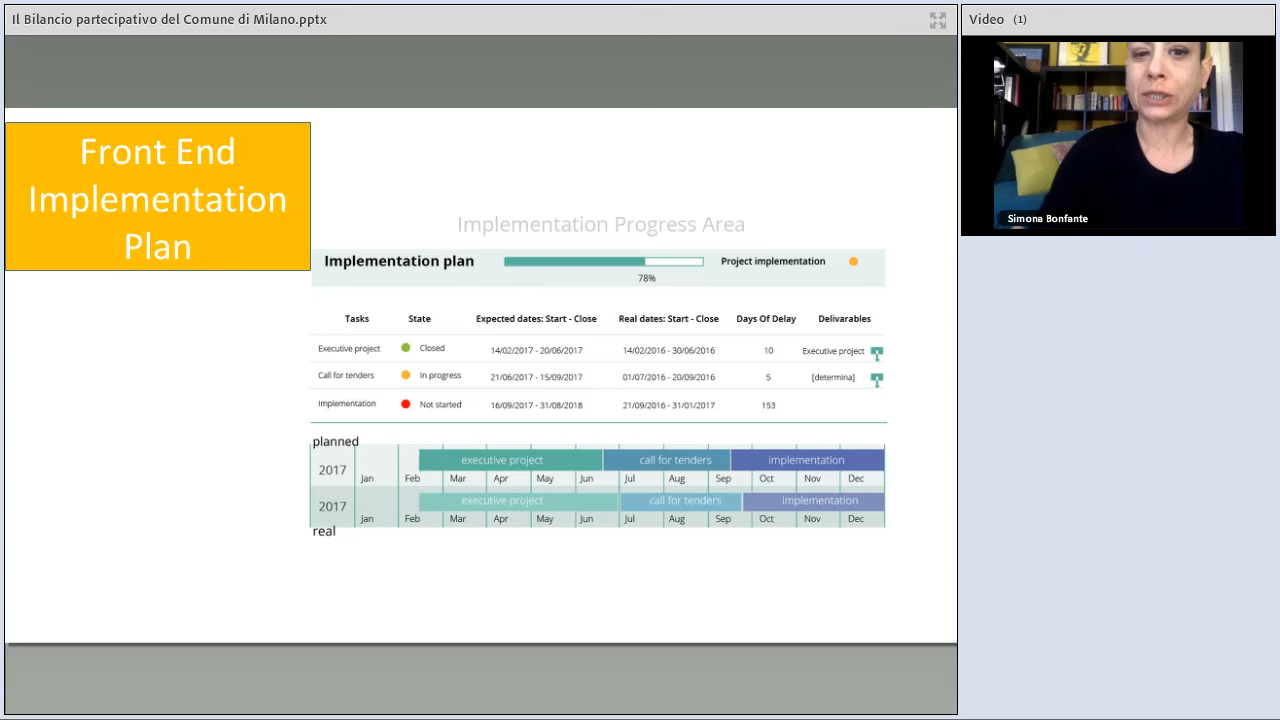 Il Bilancio partecipativo del Comune di Milano.pptx
Video (1)
Simona Bonfante
Front End
Implementation
Plan
Implementation Progress Area
Implementation plan
78%
Project implementation
Tasks State Expected dates: Start - Close Real dates: Start - Close Days Of Delay Delivarables
Executive project Closed 14/02/2017 - 20/06/2017 14/02/2016 - 30/06/2016 10 Executive project
Call for tenders In progress 21/06/2017 - 15/09/2017 01/07/2016 - 20/09/2016 5 [determina]
Implementation Not started 16/09/2017 - 31/08/2018 21/09/2016 - 31/01/2017 153
planned
executive project call for tenders implementation
2017
Jan Feb Mar Apr May Jun Jul Aug Sep Oct Nov Dec
executive project call for tenders implementation
2017
Jan Feb Mar Apr May Jun Jul Aug Sep Oct Nov Dec
real